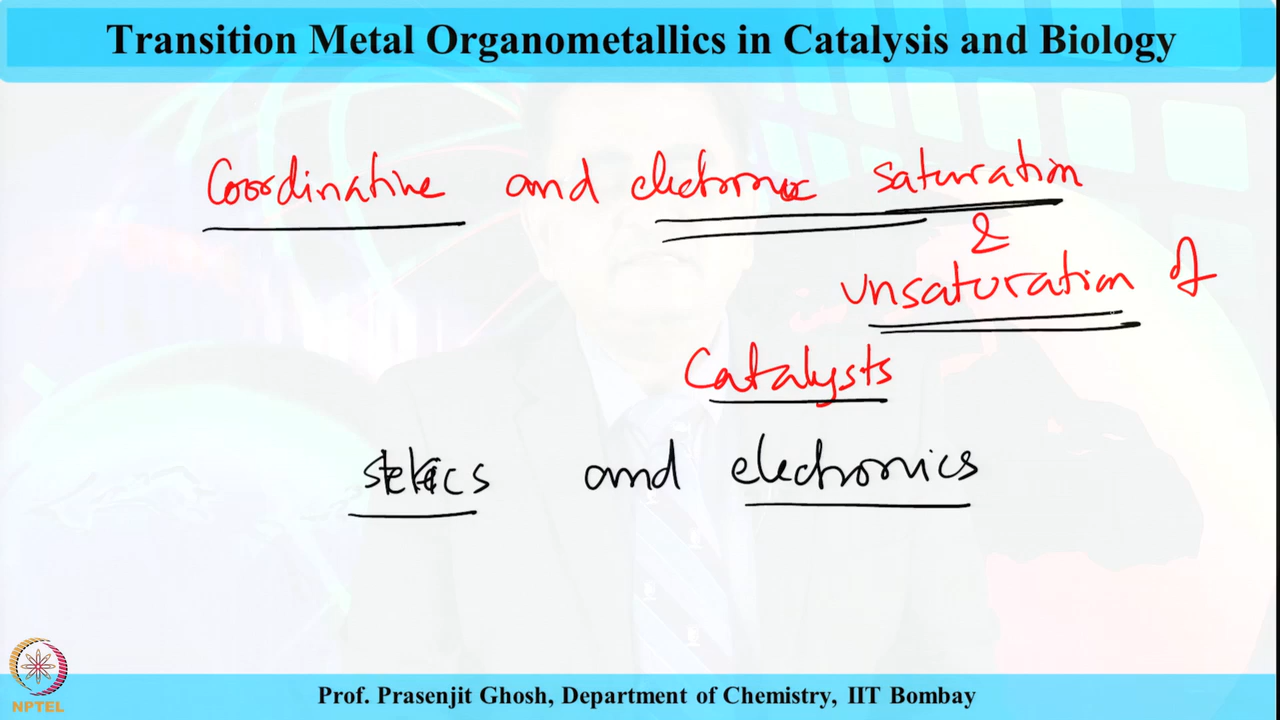 Transition Metal Organometallics in Catalysis and Biology
Coordinative and electronic saturation
&
unsaturation of
Catalysts
sterics and electronics
NPTEL
Prof. Prasenjit Ghosh, Department of Chemistry, IIT Bombay